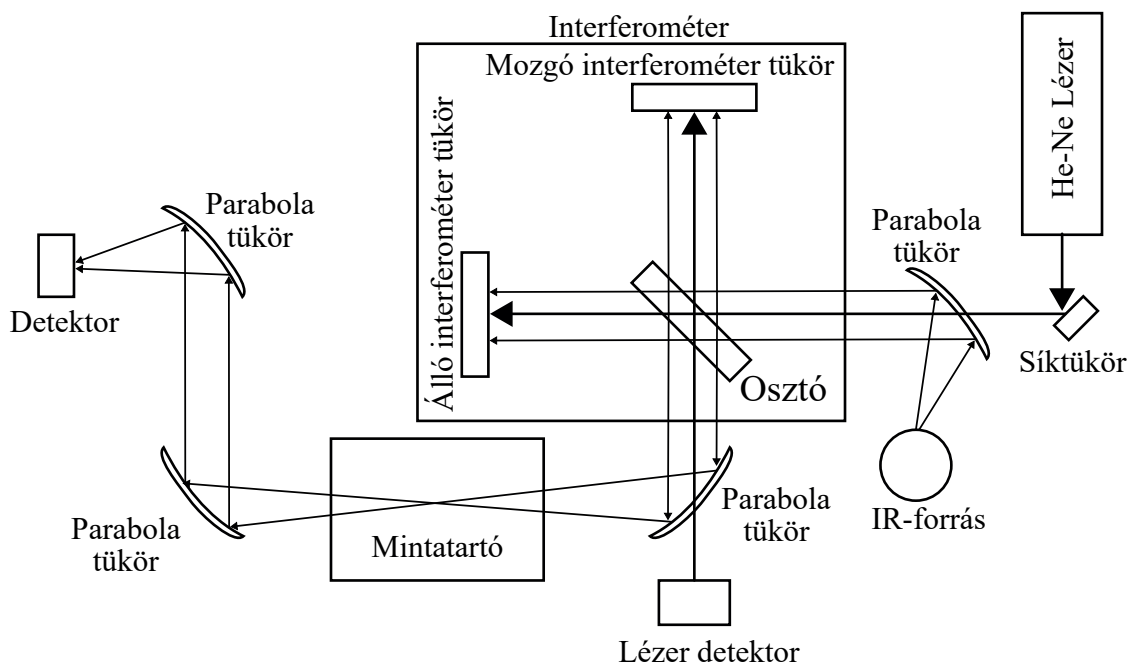 Interferométer
Mozgó interferométer tükör
He-Ne Lézer
Álló interferométer tükör
Parabola
tükör
Parabola
tükör
Detektor
Síktükör
Osztó
IR-forrás
Parabola
tükör
Parabola
tükör
Mintatartó
Lézer detektor